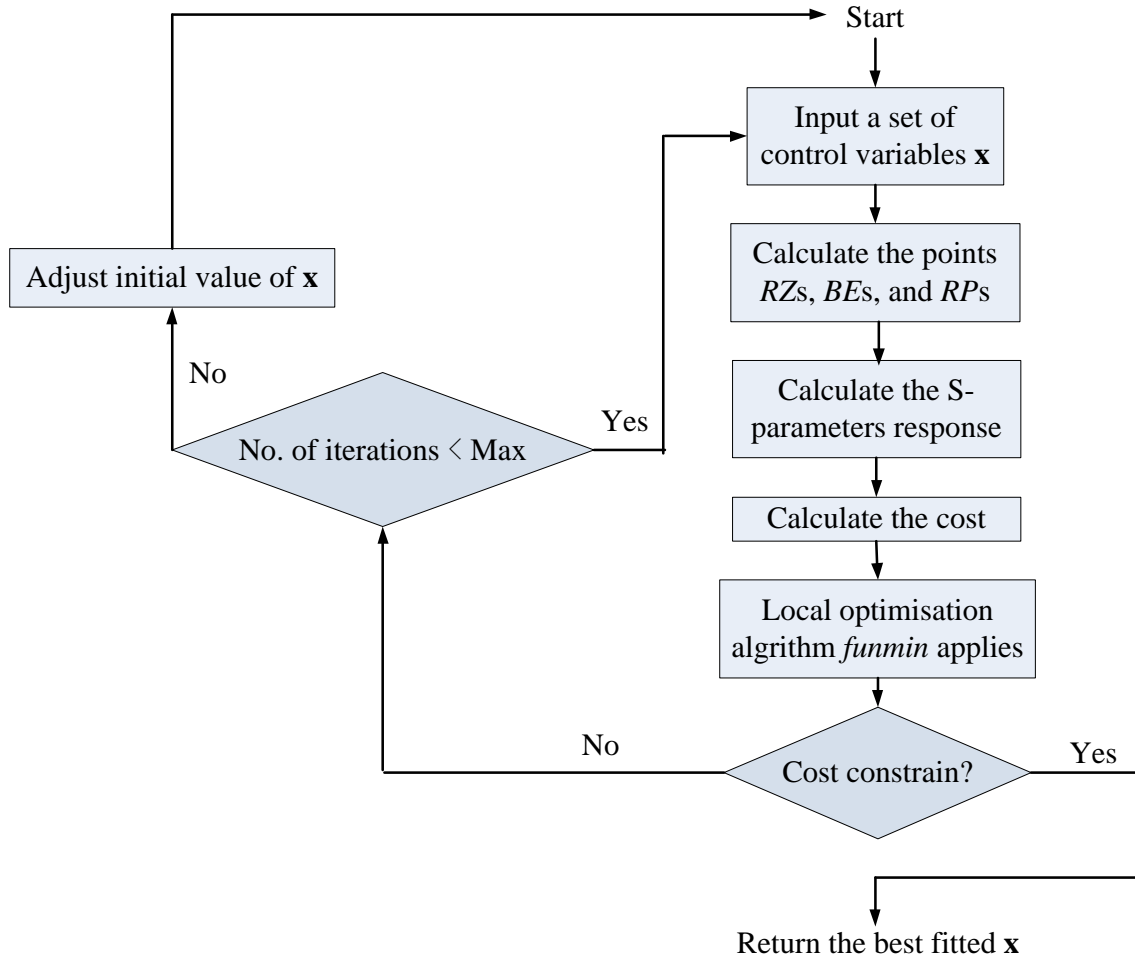 Start
Input a set of
control variables x
Calculate the points
RZs, BEs, and RPs
Adjust initial value of x
No
Calculate the S-
parameters response
Yes
No. of iterations < Max
Calculate the cost
Local optimisation
algrithm funmin applies
No
Yes
Cost constrain?
Return the best fitted x